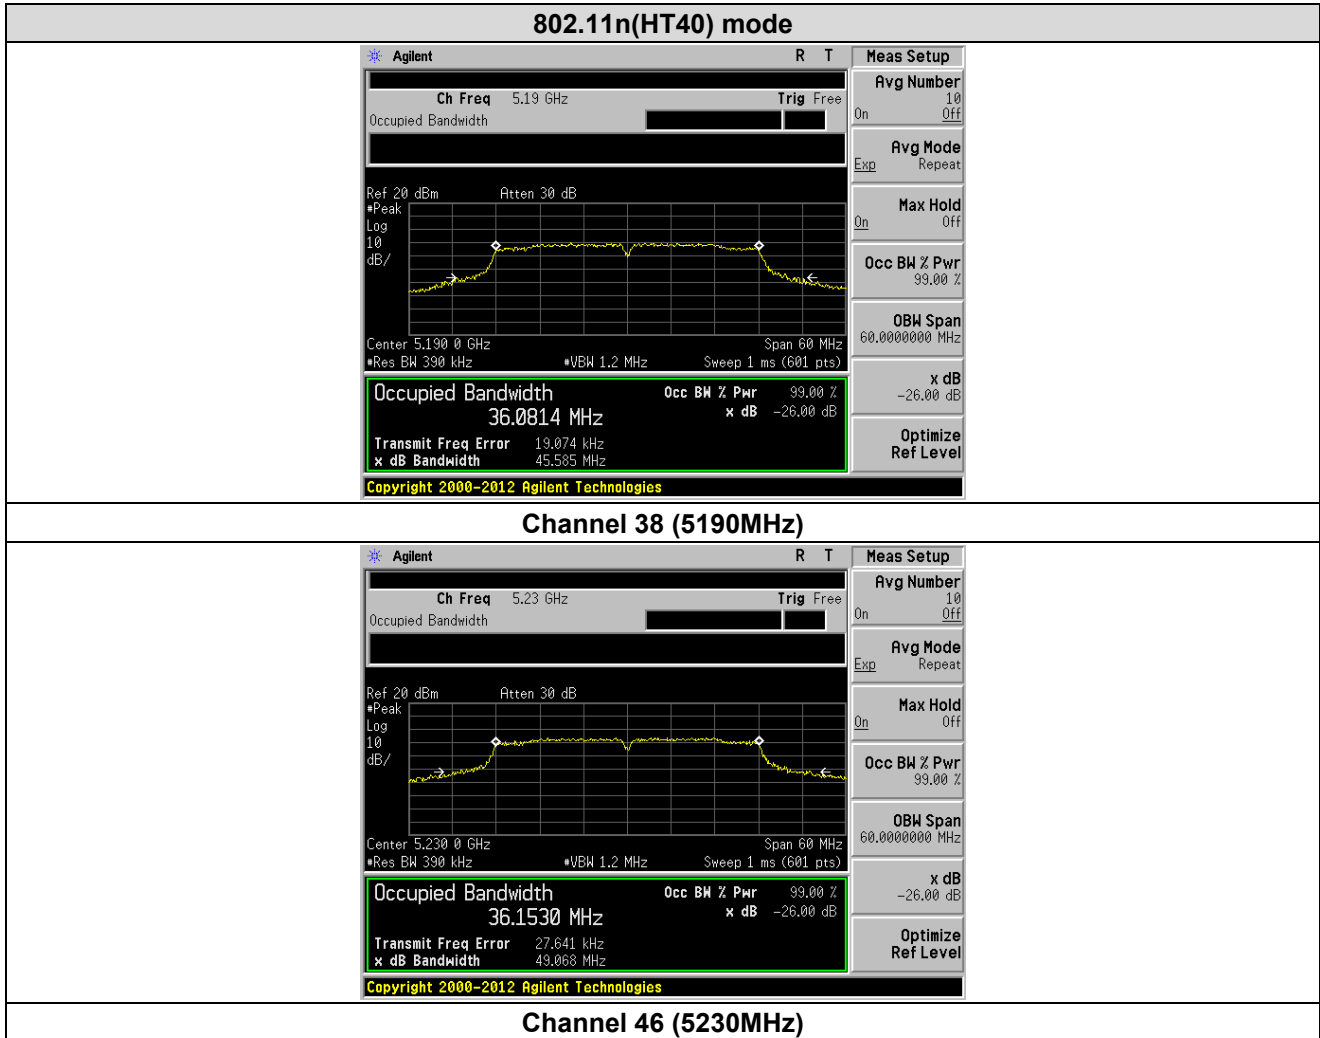 802.11n(HT40) mode
Agilent R T Meas Setup
Ch Freq 5.19 GHz Trig Free
Occupied Bandwidth
Avg Number
10
On Off
Avg Mode
Exp Repeat
Ref 20 dBm Atten 30 dB
#Peak
Log
10
dB/
Max Hold
On Off
Occ BW % Pwr
99.00 %
OBW Span
60.0000000 MHz
Center 5.190 0 GHz Span 60 MHz
#Res BW 390 kHz #VBW 1.2 MHz Sweep 1 ms (601 pts)
x dB
-26.00 dB
Occupied Bandwidth Occ BW % Pwr 99.00 %
36.0814 MHz x dB -26.00 dB
Transmit Freq Error 19.074 kHz
x dB Bandwidth 45.585 MHz
Optimize
Ref Level
Copyright 2000-2012 Agilent Technologies
Channel 38 (5190MHz)
Agilent R T Meas Setup
Ch Freq 5.23 GHz Trig Free
Occupied Bandwidth
Avg Number
10
On Off
Avg Mode
Exp Repeat
Ref 20 dBm Atten 30 dB
#Peak
Log
10
dB/
Max Hold
On Off
Occ BW % Pwr
99.00 %
OBW Span
60.0000000 MHz
Center 5.230 0 GHz Span 60 MHz
#Res BW 390 kHz #VBW 1.2 MHz Sweep 1 ms (601 pts)
x dB
-26.00 dB
Occupied Bandwidth Occ BW % Pwr 99.00 %
36.1530 MHz x dB -26.00 dB
Transmit Freq Error 27.641 kHz
x dB Bandwidth 49.068 MHz
Optimize
Ref Level
Copyright 2000-2012 Agilent Technologies
Channel 46 (5230MHz)